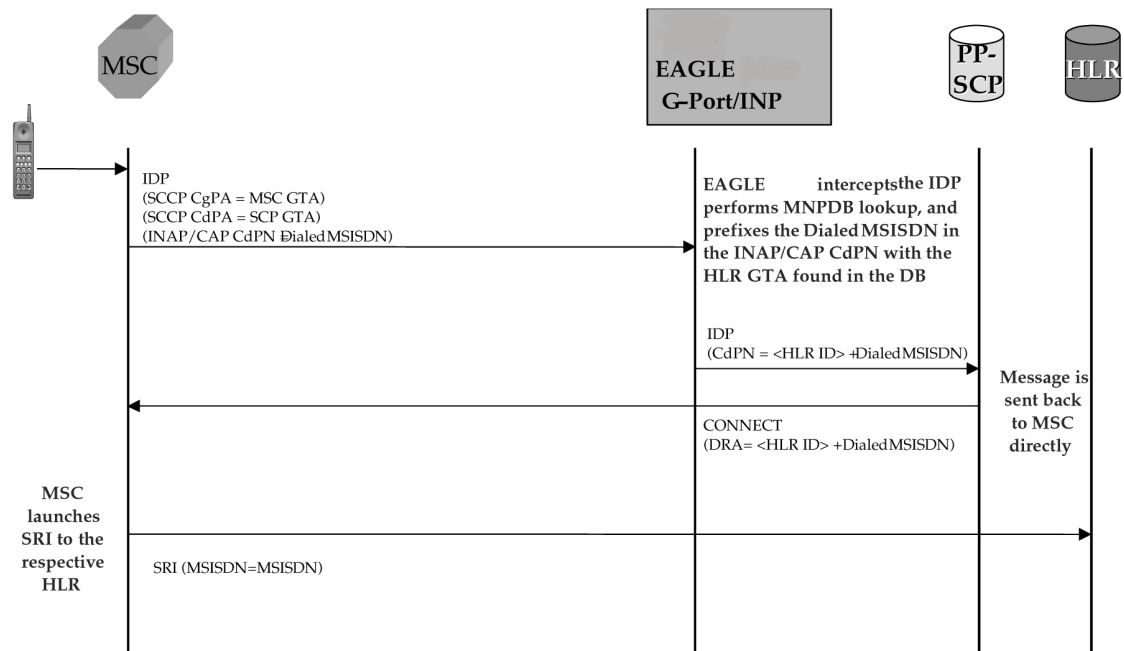 MSC
EAGLE
G-Port/INP
PP-
SCP
HLR
IDP
(SCCP CgPA = MSC GTA)
(SCCP CdPA = SCP GTA)
(INAP/CAP CdPN =DialedMSISDN)
EAGLE interceptsthe IDP
performs MNPDB lookup, and
prefixes the Dialed MSISDN in
the INAP/CAP CdPN with the
HLR GTA found in the DB
IDP
(CdPN = <HLR ID> +DialedMSISDN)
Message is
sent back
to MSC
directly
CONNECT
(DRA= <HLR ID> +DialedMSISDN)
MSC
launches
SRI to the
respective
HLR
SRI (MSISDN=MSISDN)